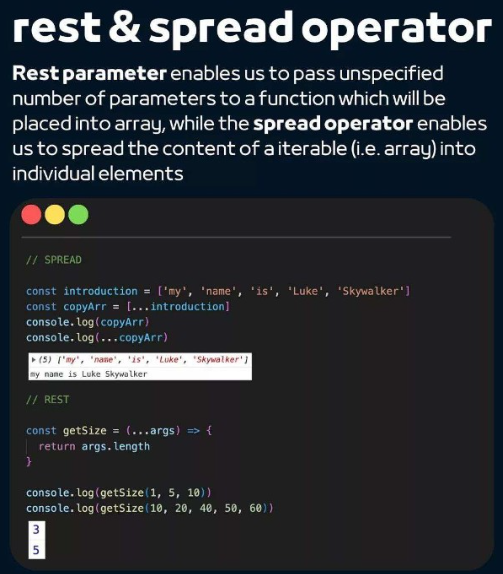 rest & spread operator
Rest parameter enables us to pass unspecified
number of parameters to a function which will be
placed into array, while the spread operator enables
us to spread the content of a iterable (i.e. array) into
individual elements
// SPREAD
const introduction = ['my', 'name', 'is', 'Luke', 'Skywalker']
const copyArr = [...introduction]
console.log(copyArr)
console.log(...copyArr)
▸(5) ['my', 'name', 'is', 'Luke', 'Skywalker']
my name is Luke Skywalker
// REST
const getSize = (...args) => {
return args.length
}
console.log(getSize(1, 5, 10))
console.log(getSize(10, 20, 40, 50, 60))
3
5